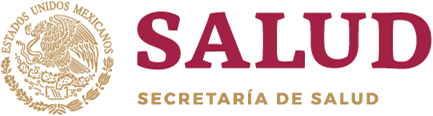 ESTADOS UNIDOS MEXICANOS
SALUD
SECRETARÍA DE SALUD